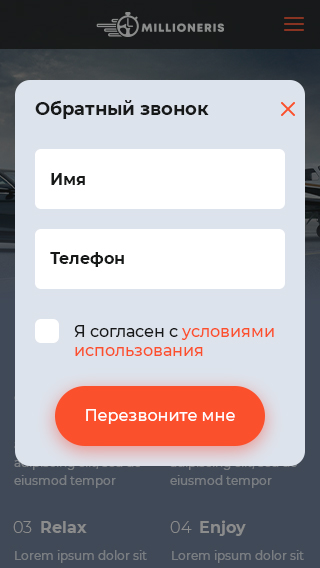 MILLIONERIS
Обратный звонок
Имя
Телефон
Я согласен с условиями
использования
Перезвоните мне
eiusmod tempor
eiusmod tempor
03 Relax
04 Enjoy
Lorem ipsum dolor sit
Lorem ipsum dolor sit